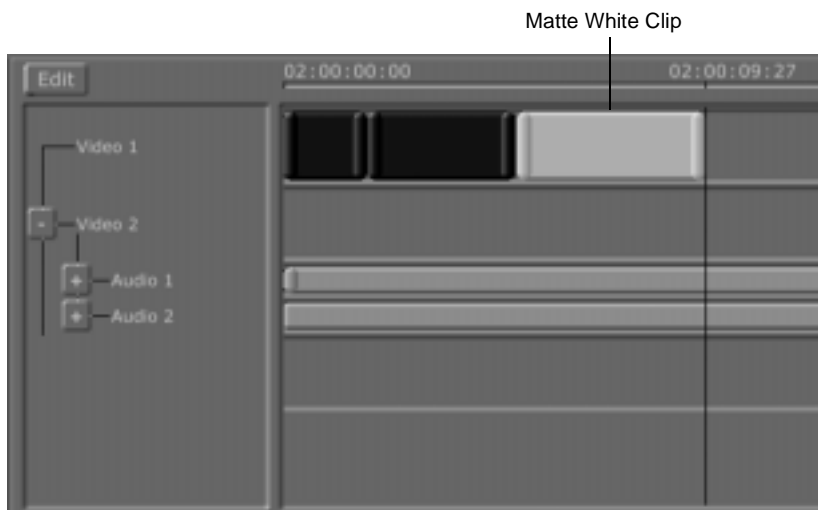 Matte White Clip
Edit
02:00:00:00
02:00:09:27
Video 1
- Video 2
+ Audio 1
+ Audio 2